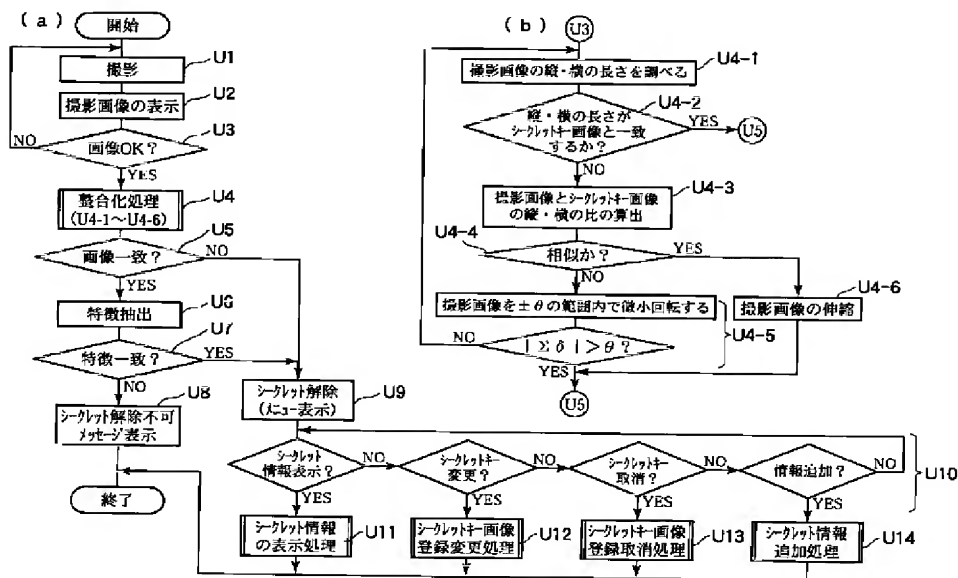 (a)
開始
撮影
U1
撮影画像の表示
U2
画像OK?
U3
NO
YES
整合化処理
(U4-1~U4-6)
U4
画像一致?
U5
NO
YES
特徴抽出
U6
特徴一致?
U7
YES
NO
シークレット解除不可
メッセージ表示
U8
終了
シークレット解除
(メニュー表示)
U9
(b)
U3
撮影画像の縦・横の長さを調べる
U4-1
縦・横の長さが
シークレットキー画像と一致
するか?
U4-2
YES
U5
NO
撮影画像とシークレットキー画像
の縦・横の比の算出
U4-3
U4-4
相似か?
YES
NO
撮影画像を±θの範囲内で微小回転する
撮影画像の伸縮
U4-6
|Σδ|>θ?
U4-5
NO
YES
U5
シークレット
情報表示?
NO
シークレットキー
変更?
NO
シークレットキー
取消?
NO
情報追加?
NO
U10
YES
YES
YES
YES
シークレット情報
の表示処理
U11
シークレットキー画像
登録変更処理
U12
シークレットキー画像
登録取消処理
U13
シークレット情報
追加処理
U14